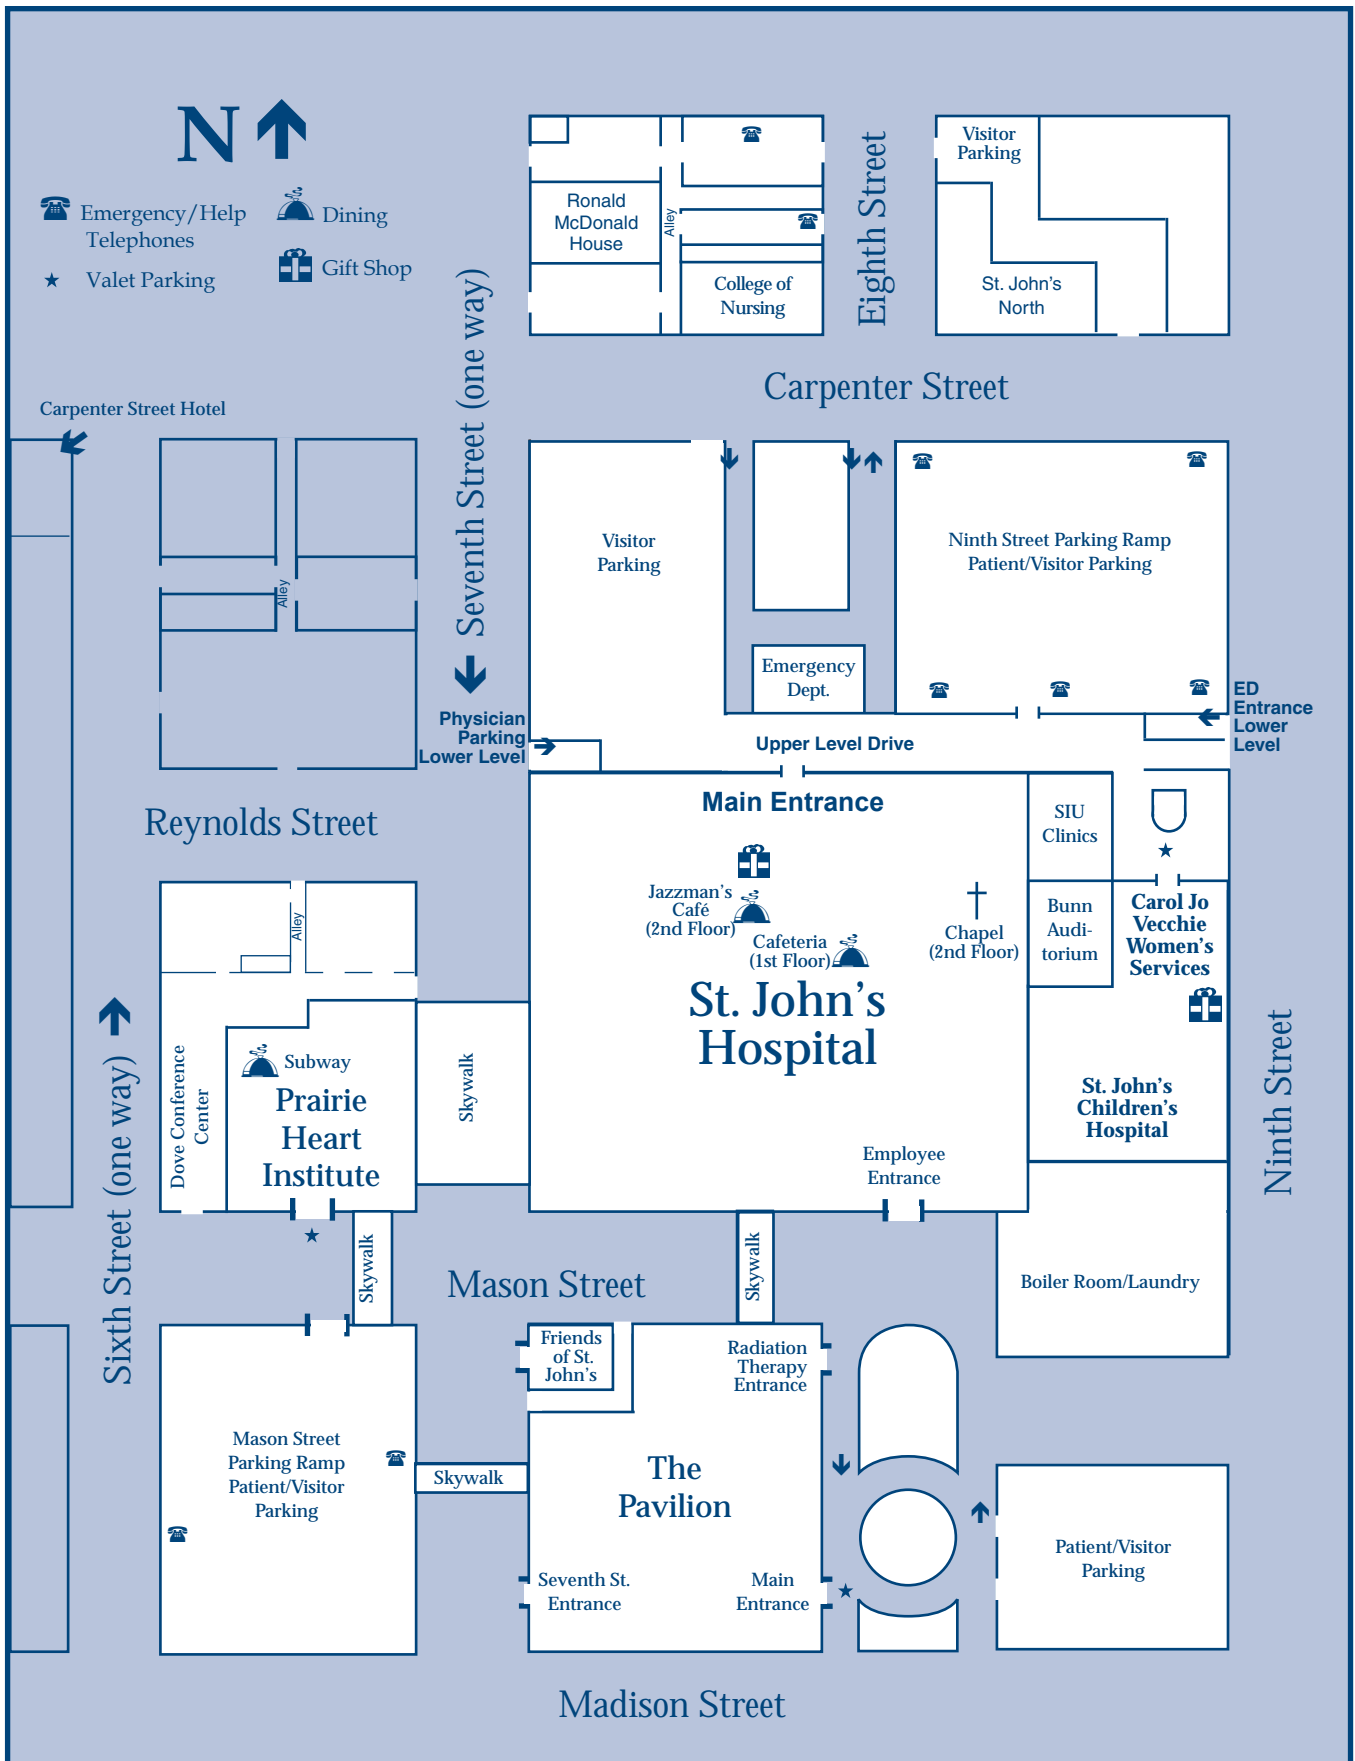 N
Emergency/Help
Telephones
Valet Parking
Dining
Gift Shop
Ronald
McDonald
House
Alley
College of
Nursing
Eighth Street
Visitor
Parking
St. John's
North
Carpenter Street
Seventh Street (one way)
Carpenter Street Hotel
Alley
Visitor
Parking
Emergency
Dept.
Ninth Street Parking Ramp
Patient/Visitor Parking
ED
Entrance
Lower
Level
Physician
Parking
Lower Level
Upper Level Drive
Main Entrance
Reynolds Street
SIU
Clinics
Jazzman's
Café
(2nd Floor)
Cafeteria
(1st Floor)
Chapel
(2nd Floor)
Bunn
Audi-
torium
Carol Jo
Vecchie
Women's
Services
St. John's
Hospital
St. John's
Children's
Hospital
Ninth Street
Employee
Entrance
Alley
Sixth Street (one way)
Dove Conference
Center
Subway
Prairie
Heart
Institute
Skywalk
Skywalk
Mason Street
Skywalk
Boiler Room/Laundry
Friends
of St.
John's
Radiation
Therapy
Entrance
Mason Street
Parking Ramp
Patient/Visitor
Parking
Skywalk
The
Pavilion
Seventh St.
Entrance
Main
Entrance
Patient/Visitor
Parking
Madison Street